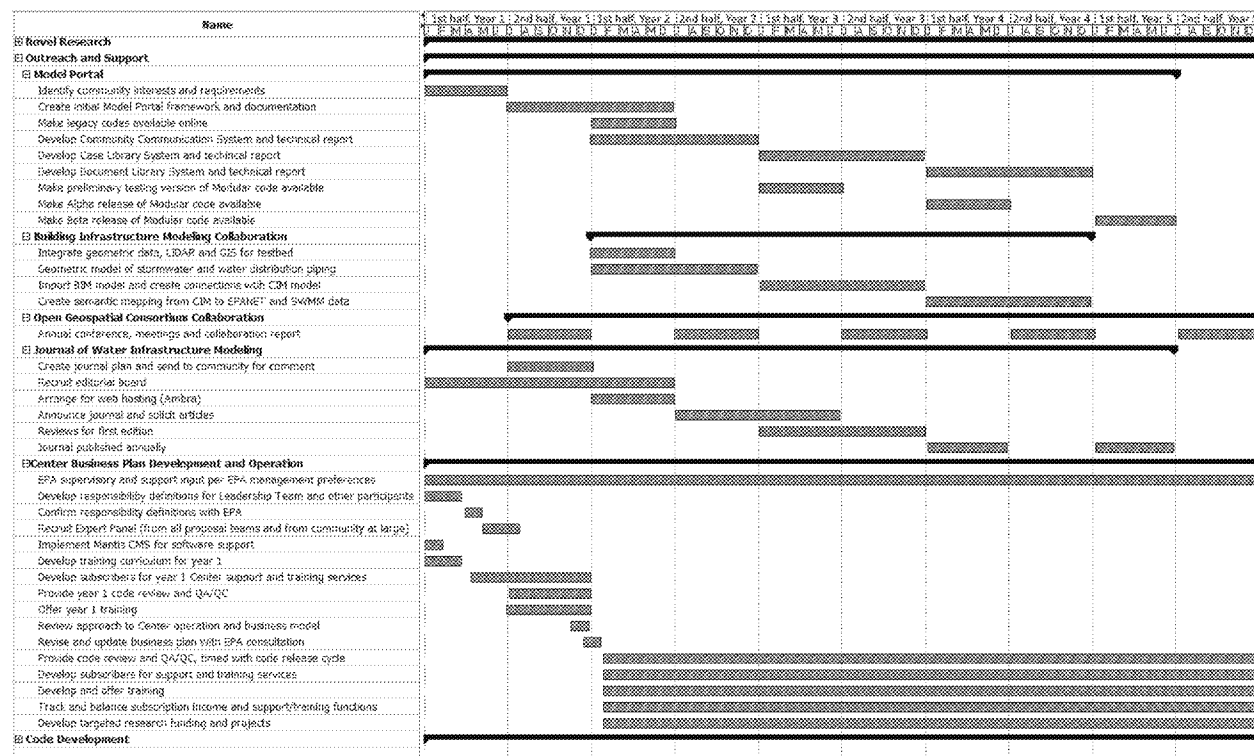 Name
1st half, Year 1 2nd half, Year 1 1st half, Year 2 2nd half, Year 2 1st half, Year 3 2nd half, Year 3 1st half, Year 4 2nd half, Year 4 1st half, Year 5 2nd half,
Novel Research
Outreach and Support
Model Portal
Identify community interests and requirements
Create initial Model Portal framework and documentation
Make legacy codes available online
Develop Community Communication System and technical report
Develop Case Library System and techincal report
Develop Document Library System and technical report
Make preliminary testing version of Modular code available
Make Alpha release of Modular code available
Make Beta release of Modular code available
Building Infrastructure Modeling Collaboration
Integrate geometric data, LIDAR and GIS for testbed
Geometric model of stormwater and water distribution piping
Import BIM model and create connections with CIM model
Create semantic mapping from CIM to EPANET and SWMM data
Open Geospatial Consortium Collaboration
Annual conference, meetings and collaboration report
Journal of Water Infrastructure Modeling
Create journal plan and send to community for comment
Recruit editorial board
Arrange for web hosting (Ambra)
Announce journal and solicit articles
Reviews for first edition
Journal published annually
Center Business Plan Development and Operation
EPA supervisory and support input per EPA management preferences
Develop responsibility definitions for Leadership Team and other participants
Confirm responsibility definitions with EPA
Recruit Expert Panel (from all proposal teams and from community at large)
Implement Mantis CMS for software support
Develop training curriculum for year 1
Develop subscribers for year 1 Center support and training services
Provide year 1 code review and QA/QC
Offer year 1 training
Review approach to Center operation and business model
Revise and update business plan with EPA consultation
Provide code review and QA/QC, timed with code release cycle
Develop subscribers for support and training services
Develop and offer training
Track and balance subscription income and support/training functions
Develop targeted research funding and projects
Code Development